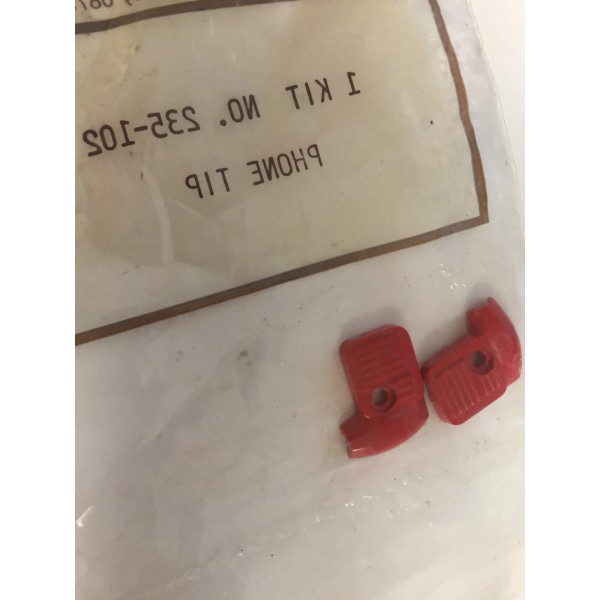 1 KIT NO. 235-102
PHONE TIP